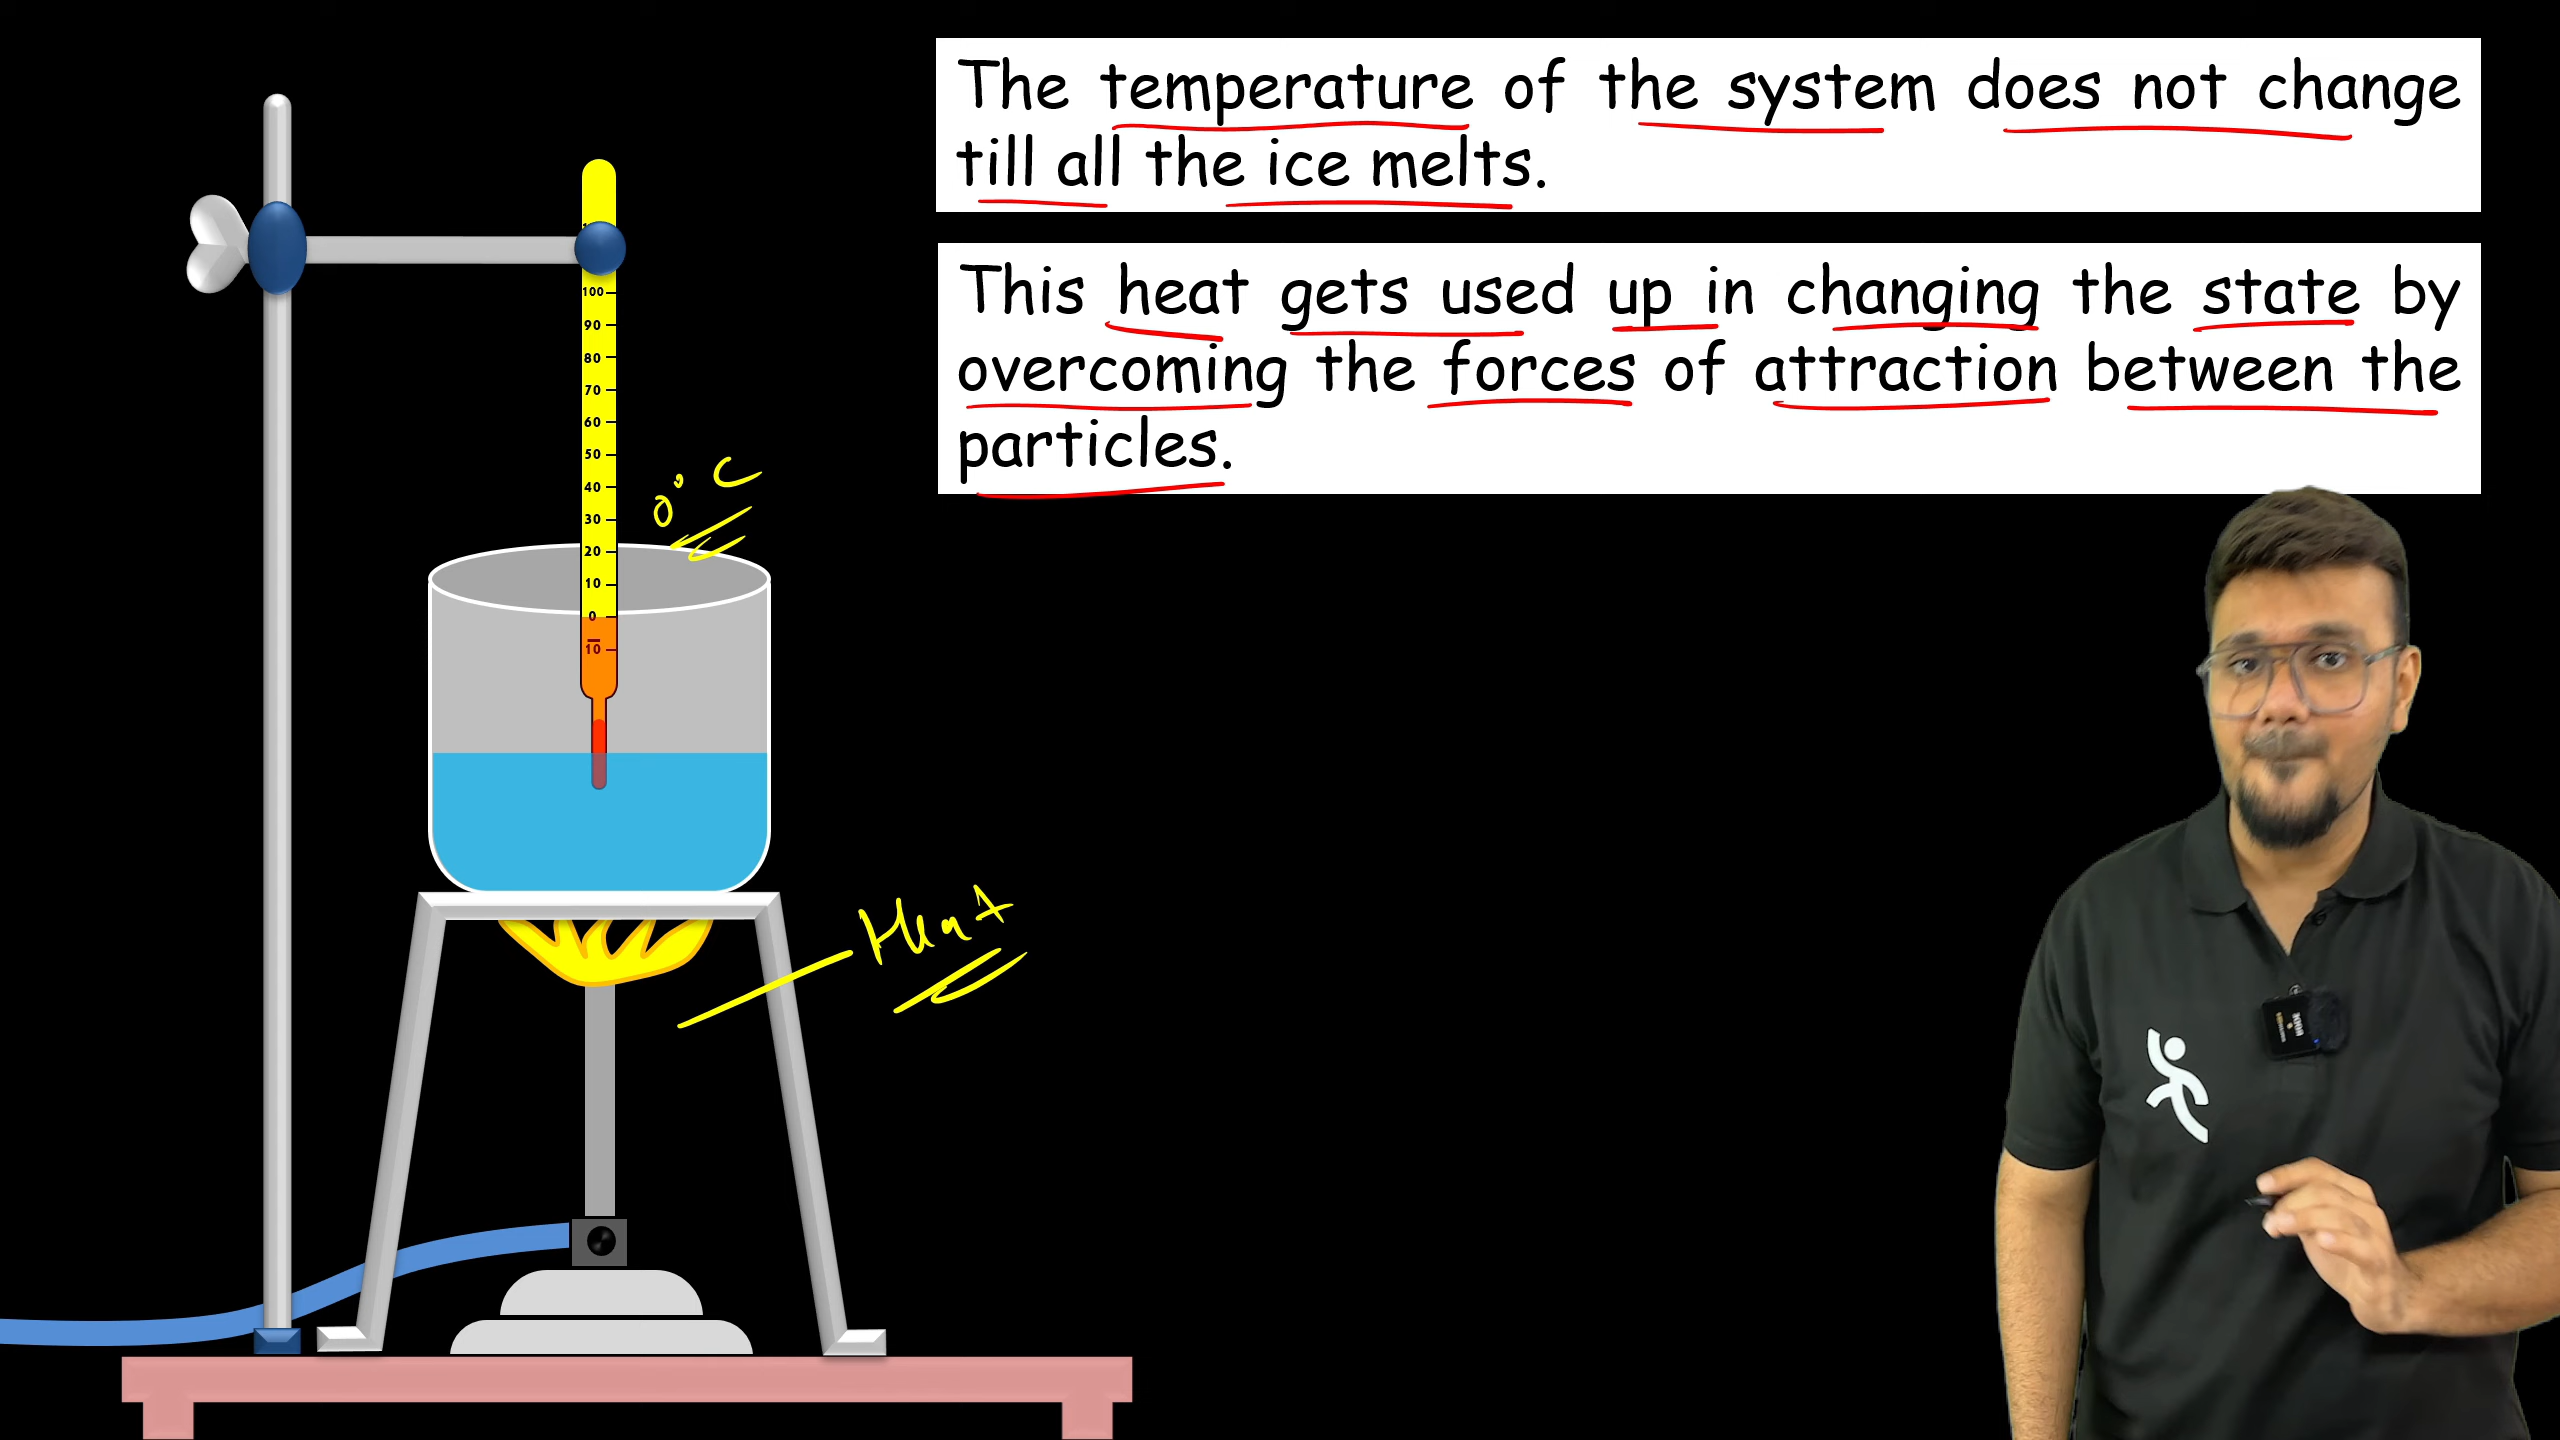 The temperature of the system does not change
till all the ice melts.
This heat gets used up in changing the state by
overcoming the forces of attraction between the
particles.
100
90
80
70
60
50
40
30
20
10
0
10
0° C
Heat